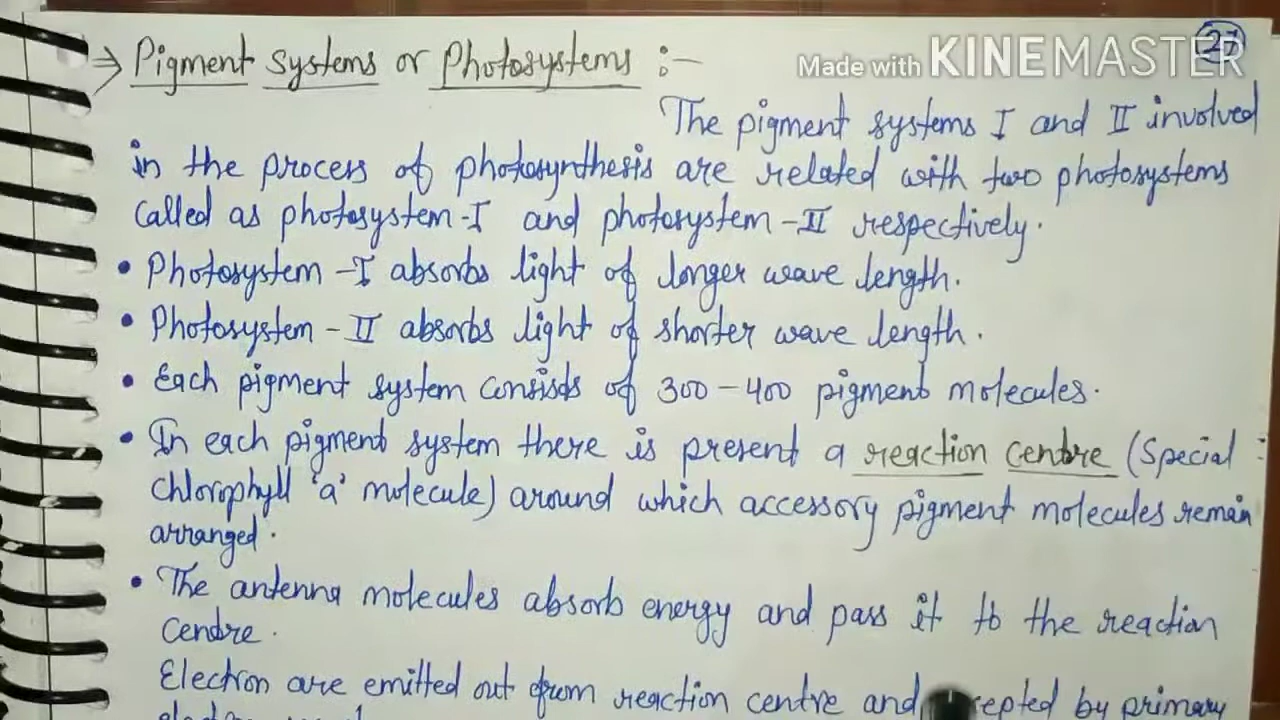 27
⇒ Pigment systems or Photosystems :-
Made with KINEMASTER
The pigment systems I and II involved
in the process of photosynthesis are related with two photosystems
called as photosystem-I and photosystem-II respectively.
• Photosystem-I absorbs light of longer wave length.
• Photosystem-II absorbs light of shorter wave length.
• Each pigment system consists of 300-400 pigment molecules.
• In each pigment system there is present a reaction centre (Special
chlorophyll 'a' molecule) around which accessory pigment molecules remain
arranged.
• The antenna molecules absorb energy and pass it to the reaction
centre.
Electron are emitted out from reaction centre and by primary